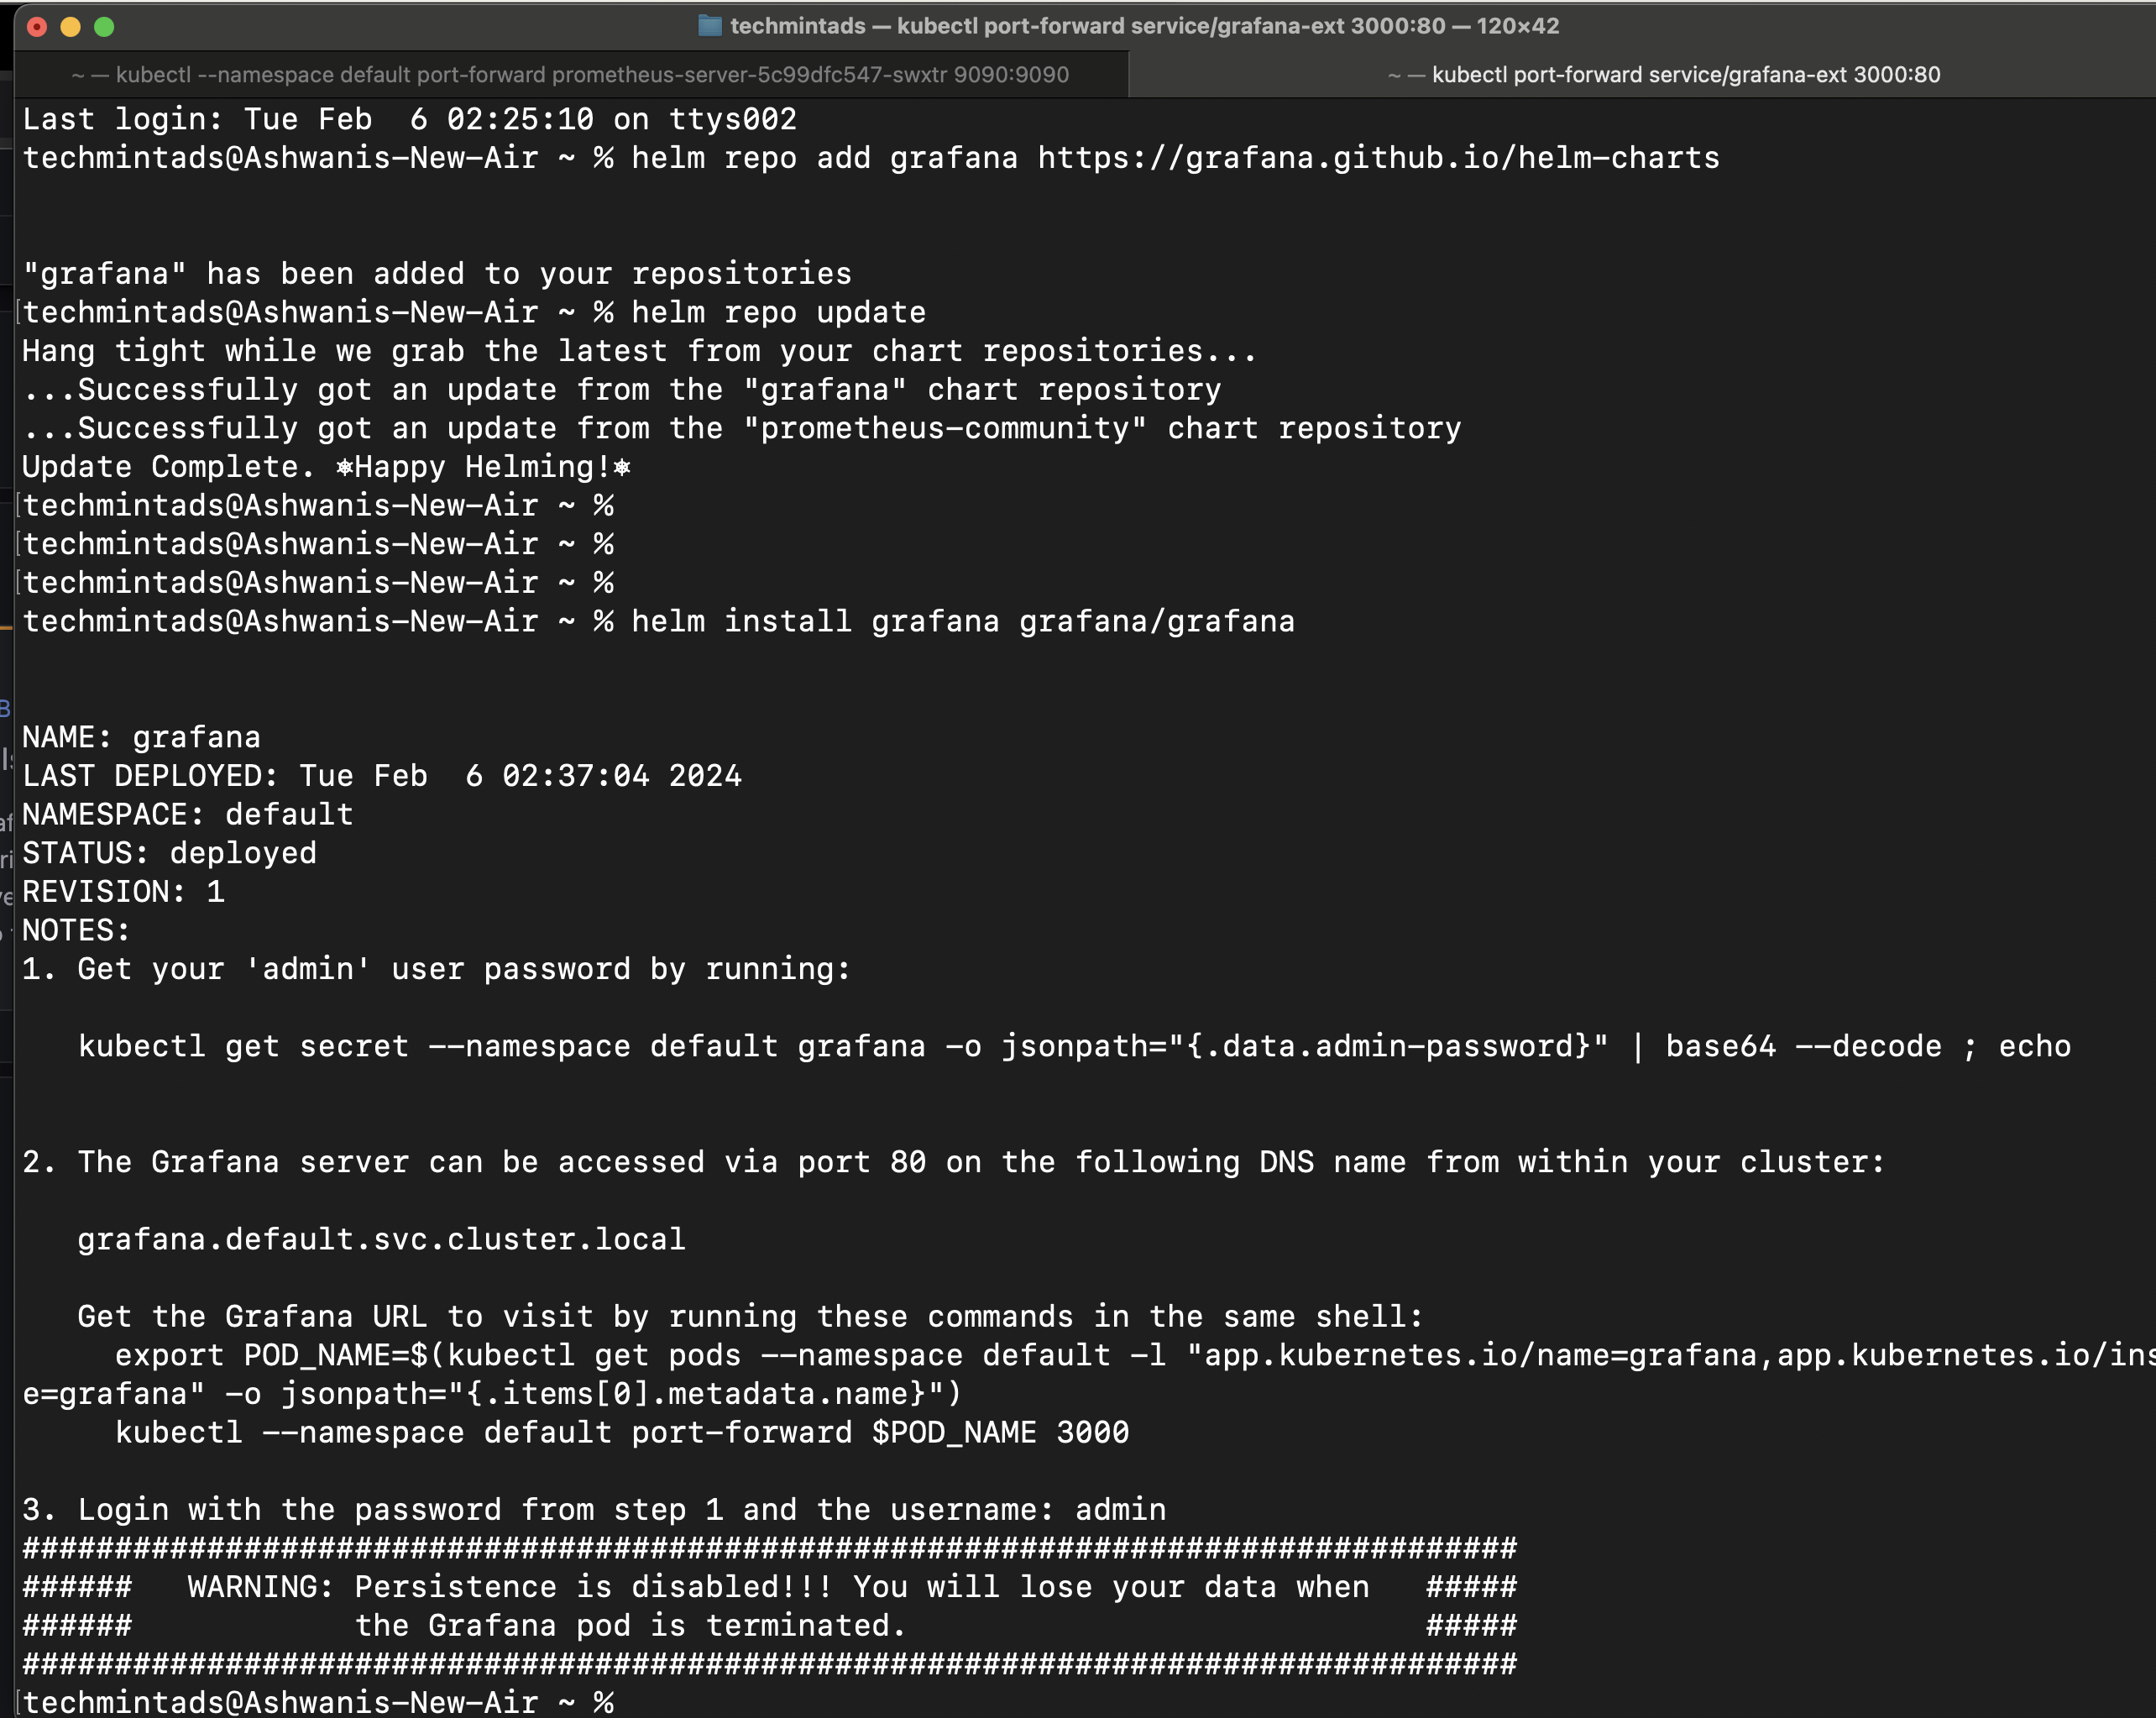 techmintads — kubectl port-forward service/grafana-ext 3000:80 — 120×42
~ — kubectl --namespace default port-forward prometheus-server-5c99dfc547-swxtr 9090:9090
~ — kubectl port-forward service/grafana-ext 3000:80
Last login: Tue Feb  6 02:25:10 on ttys002
techmintads@Ashwanis-New-Air ~ % helm repo add grafana https://grafana.github.io/helm-charts
"grafana" has been added to your repositories
[techmintads@Ashwanis-New-Air ~ % helm repo update
Hang tight while we grab the latest from your chart repositories...
...Successfully got an update from the "grafana" chart repository
...Successfully got an update from the "prometheus-community" chart repository
Update Complete. ⎈Happy Helming!⎈
[techmintads@Ashwanis-New-Air ~ %
[techmintads@Ashwanis-New-Air ~ %
[techmintads@Ashwanis-New-Air ~ %
techmintads@Ashwanis-New-Air ~ % helm install grafana grafana/grafana
NAME: grafana
LAST DEPLOYED: Tue Feb  6 02:37:04 2024
NAMESPACE: default
STATUS: deployed
REVISION: 1
NOTES:
1. Get your 'admin' user password by running:
   kubectl get secret --namespace default grafana -o jsonpath="{.data.admin-password}" | base64 --decode ; echo
2. The Grafana server can be accessed via port 80 on the following DNS name from within your cluster:
   grafana.default.svc.cluster.local
   Get the Grafana URL to visit by running these commands in the same shell:
     export POD_NAME=$(kubectl get pods --namespace default -l "app.kubernetes.io/name=grafana,app.kubernetes.io/ins
e=grafana" -o jsonpath="{.items[0].metadata.name}")
     kubectl --namespace default port-forward $POD_NAME 3000
3. Login with the password from step 1 and the username: admin
#################################################################################
######   WARNING: Persistence is disabled!!! You will lose your data when   #####
######            the Grafana pod is terminated.                            #####
#################################################################################
[techmintads@Ashwanis-New-Air ~ %